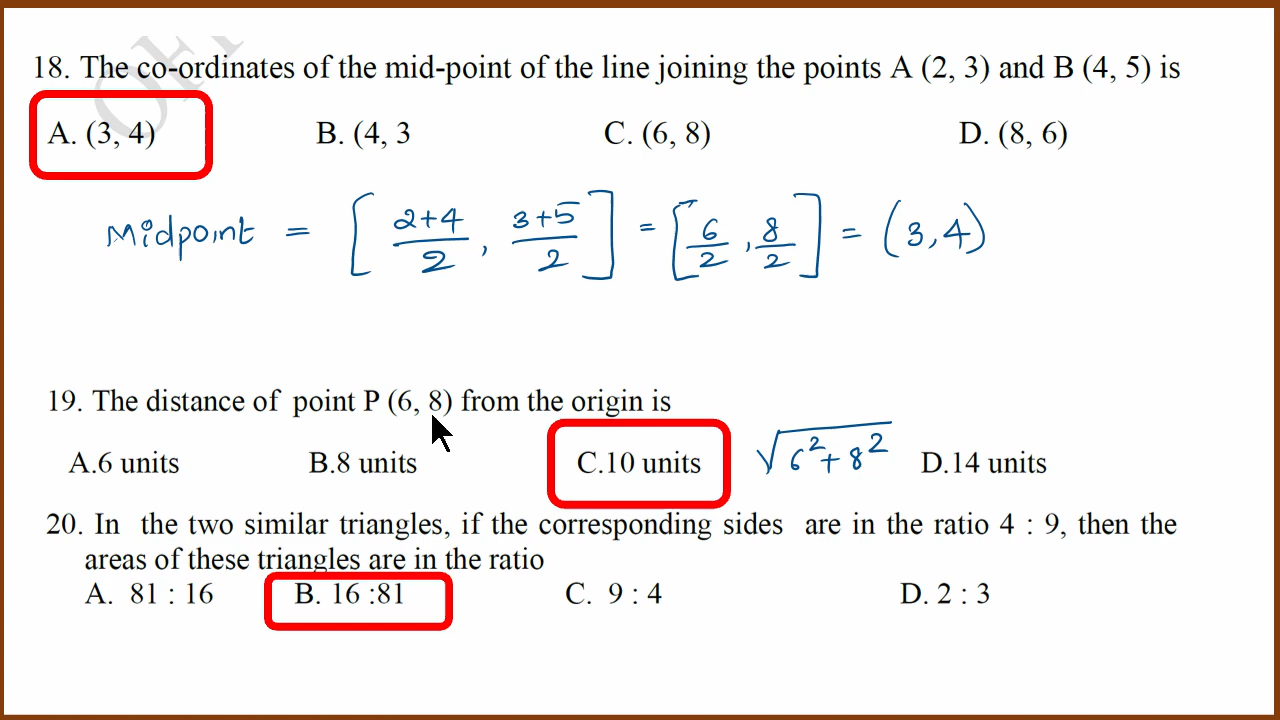 OF
18. The co-ordinates of the mid-point of the line joining the points A (2, 3) and B (4, 5) is
A. (3, 4) B. (4, 3 C. (6, 8) D. (8, 6)
Midpoint = [ (2+4)/2 , (3+5)/2 ] = [ 6/2 , 8/2 ] = (3,4)
19. The distance of point P (6, 8) from the origin is
A.6 units B.8 units C.10 units √6²+8² D.14 units
20. In the two similar triangles, if the corresponding sides are in the ratio 4 : 9, then the
areas of these triangles are in the ratio
A. 81 : 16 B. 16 :81 C. 9 : 4 D. 2 : 3